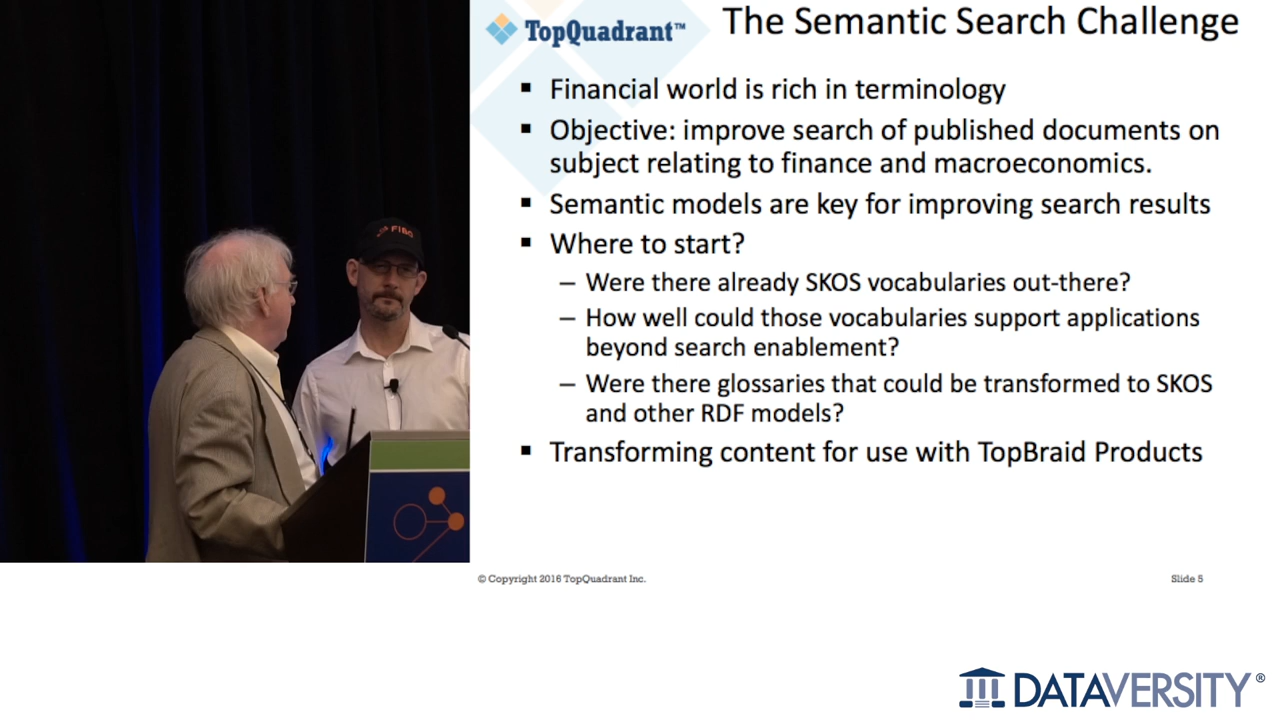 TopQuadrant™
The Semantic Search Challenge
▪ Financial world is rich in terminology
▪ Objective: improve search of published documents on
subject relating to finance and macroeconomics.
▪ Semantic models are key for improving search results
▪ Where to start?
– Were there already SKOS vocabularies out-there?
– How well could those vocabularies support applications
beyond search enablement?
– Were there glossaries that could be transformed to SKOS
and other RDF models?
▪ Transforming content for use with TopBraid Products
FIBO
© Copyright 2016 TopQuadrant Inc.
Slide 5
DATAVERSITY®